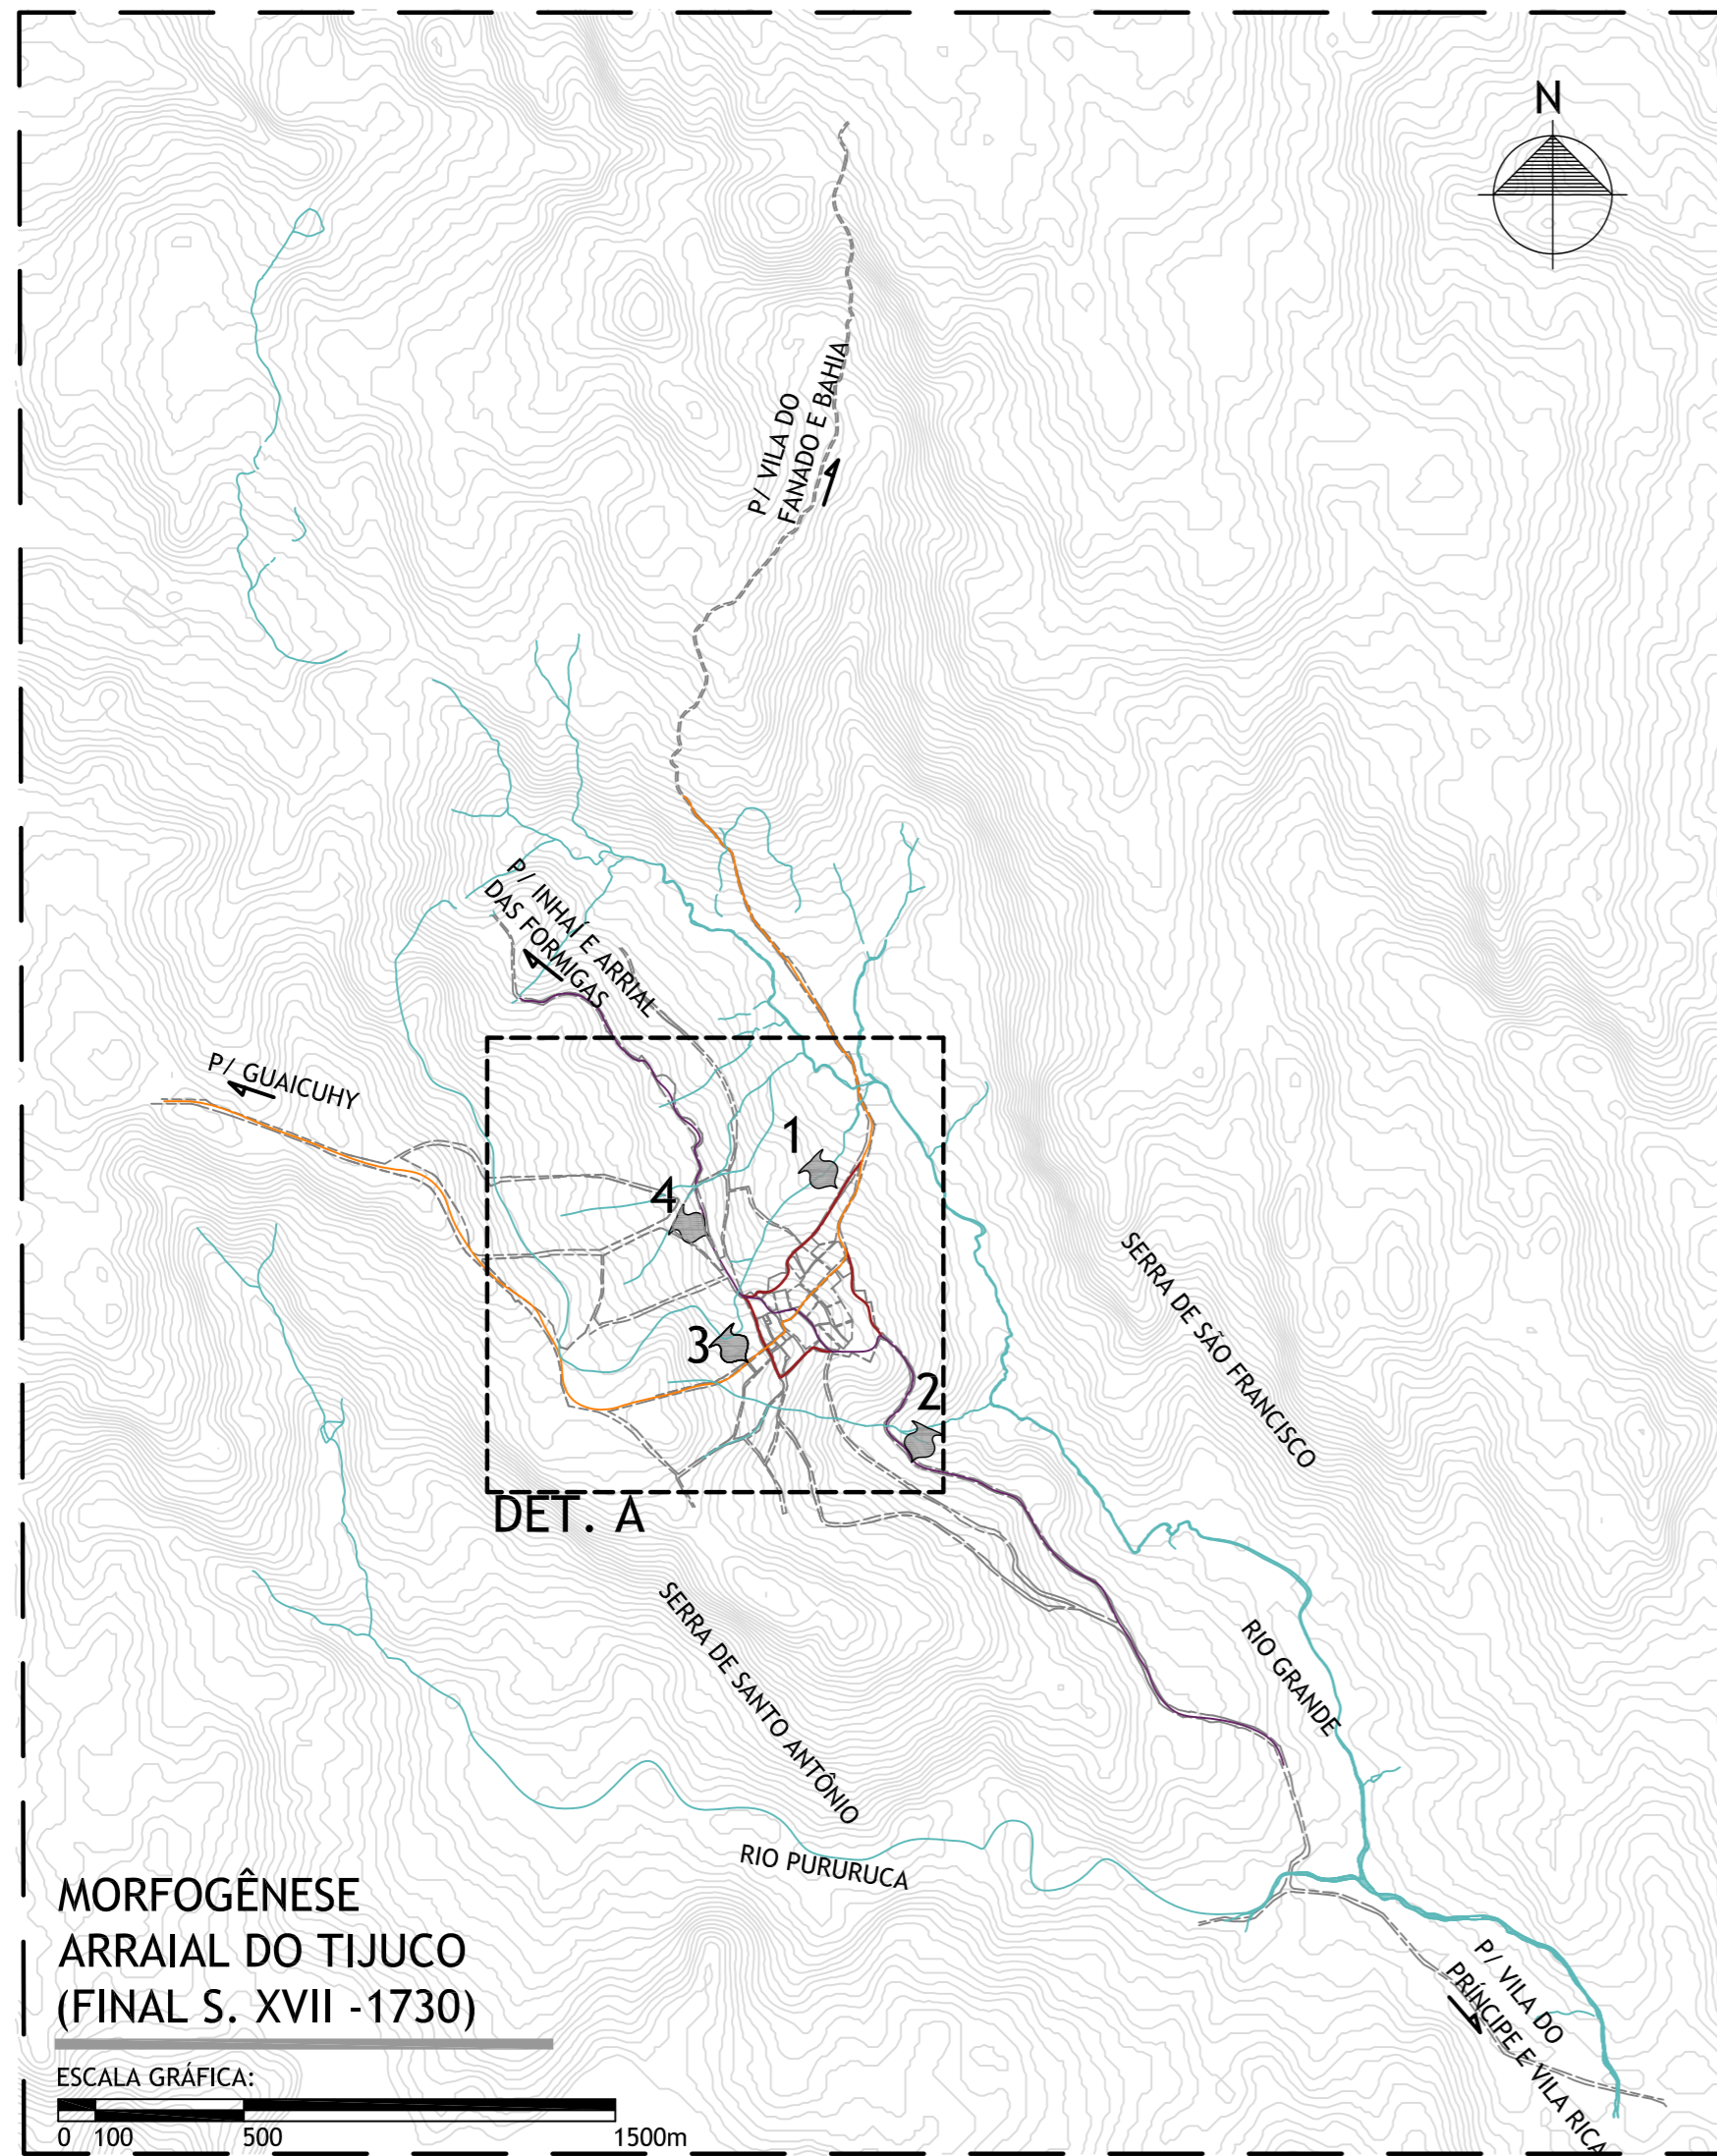 N
P/ VILA DO
FANADO E BAHIA
P/ INHAÍ E ARRIAL
DAS FORMIGAS
P/ GUAICUHY
1
4
3
2
DET. A
SERRA DE SÃO FRANCISCO
SERRA DE SANTO ANTÔNIO
RIO GRANDE
RIO PURURUCA
P/ VILA DO
PRÍNCIPE E VILA RICA
MORFOGÊNESE
ARRAIAL DO TIJUCO
(FINAL S. XVII -1730)
ESCALA GRÁFICA:
0 100 500 1500m